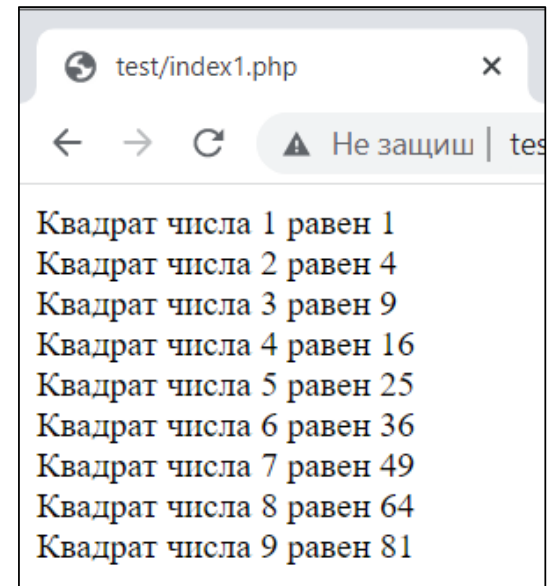 test/index1.php
Не защищ | tes
Квадрат числа 1 равен 1
Квадрат числа 2 равен 4
Квадрат числа 3 равен 9
Квадрат числа 4 равен 16
Квадрат числа 5 равен 25
Квадрат числа 6 равен 36
Квадрат числа 7 равен 49
Квадрат числа 8 равен 64
Квадрат числа 9 равен 81